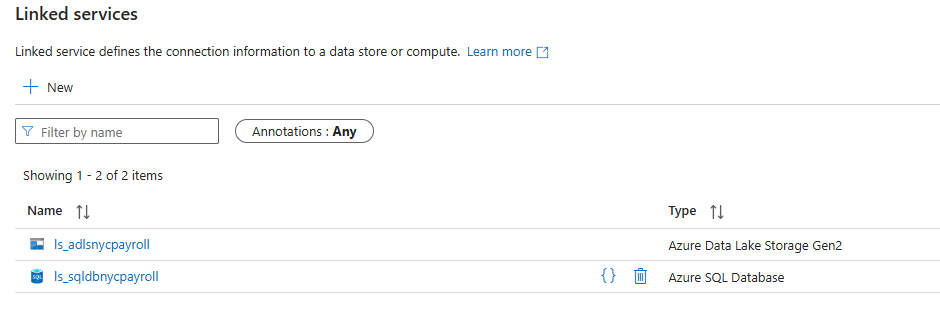 Linked services
Linked service defines the connection information to a data store or compute. Learn more
New
Filter by name
Annotations : Any
Showing 1 - 2 of 2 items
Name Type
ls_adlsnycpayroll Azure Data Lake Storage Gen2
SQL ls_sqldbnycpayroll {} Azure SQL Database